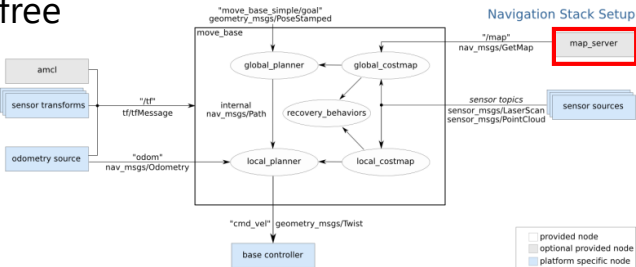 free
Navigation Stack Setup
"move_base_simple/goal"
geometry_msgs/PoseStamped
move_base
"/map"
nav_msgs/GetMap
map_server
amcl
global_planner
global_costmap
sensor transforms
"/tf"
tf/tfMessage
internal
nav_msgs/Path
recovery_behaviors
sensor topics
sensor_msgs/LaserScan
sensor_msgs/PointCloud
sensor sources
odometry source
"odom"
nav_msgs/Odometry
local_planner
local_costmap
"cmd_vel" geometry_msgs/Twist
base controller
provided node
optional provided node
platform specific node